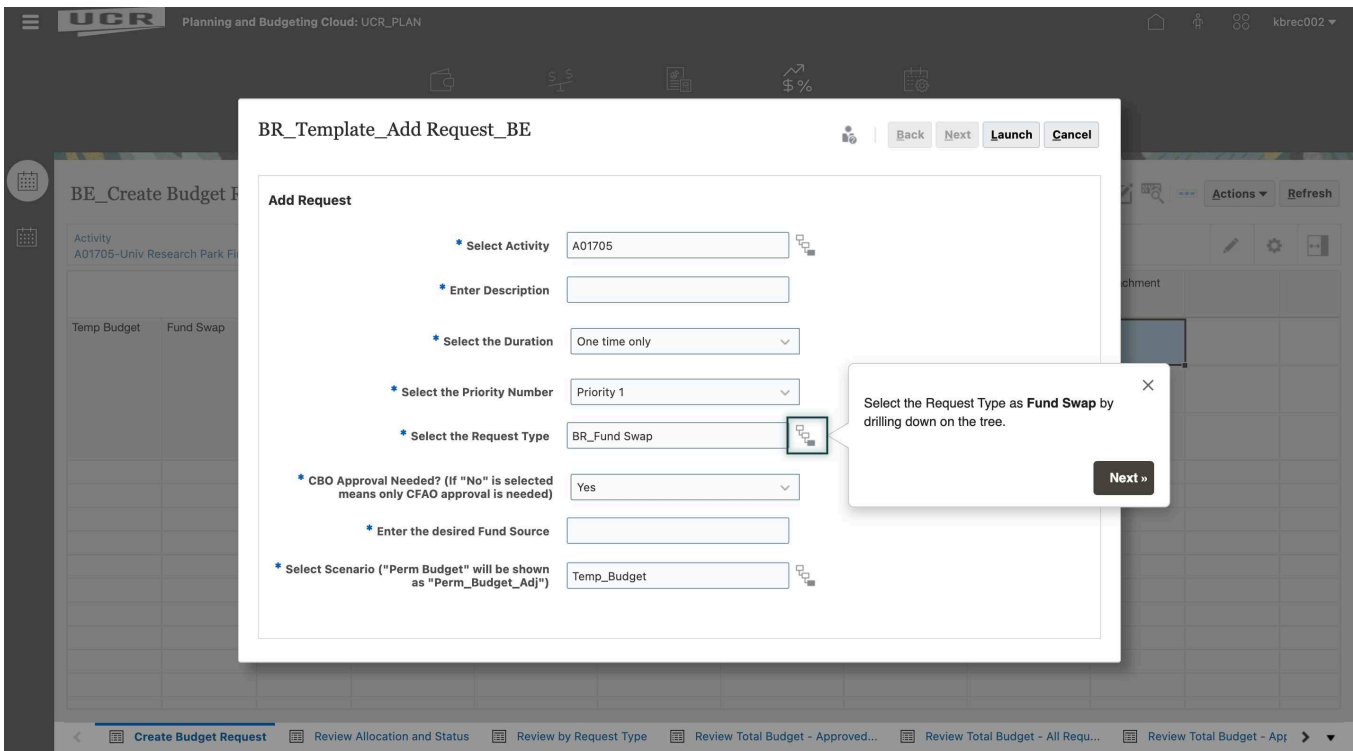 UCR
Planning and Budgeting Cloud: UCR_PLAN
kbrec002
$ %
BR_Template_Add Request_BE
Back Next Launch Cancel
BE_Create Budget R
Actions Refresh
Activity
A01705-Univ Research Park Fi
chment
Temp Budget Fund Swap
Add Request
* Select Activity A01705
* Enter Description
* Select the Duration One time only
* Select the Priority Number Priority 1
* Select the Request Type BR_Fund Swap
* CBO Approval Needed? (If "No" is selected
means only CFAO approval is needed) Yes
* Enter the desired Fund Source
* Select Scenario ("Perm Budget" will be shown
as "Perm_Budget_Adj") Temp_Budget
Select the Request Type as Fund Swap by
drilling down on the tree.
Next »
Create Budget Request Review Allocation and Status Review by Request Type Review Total Budget - Approved... Review Total Budget - All Requ... Review Total Budget - App